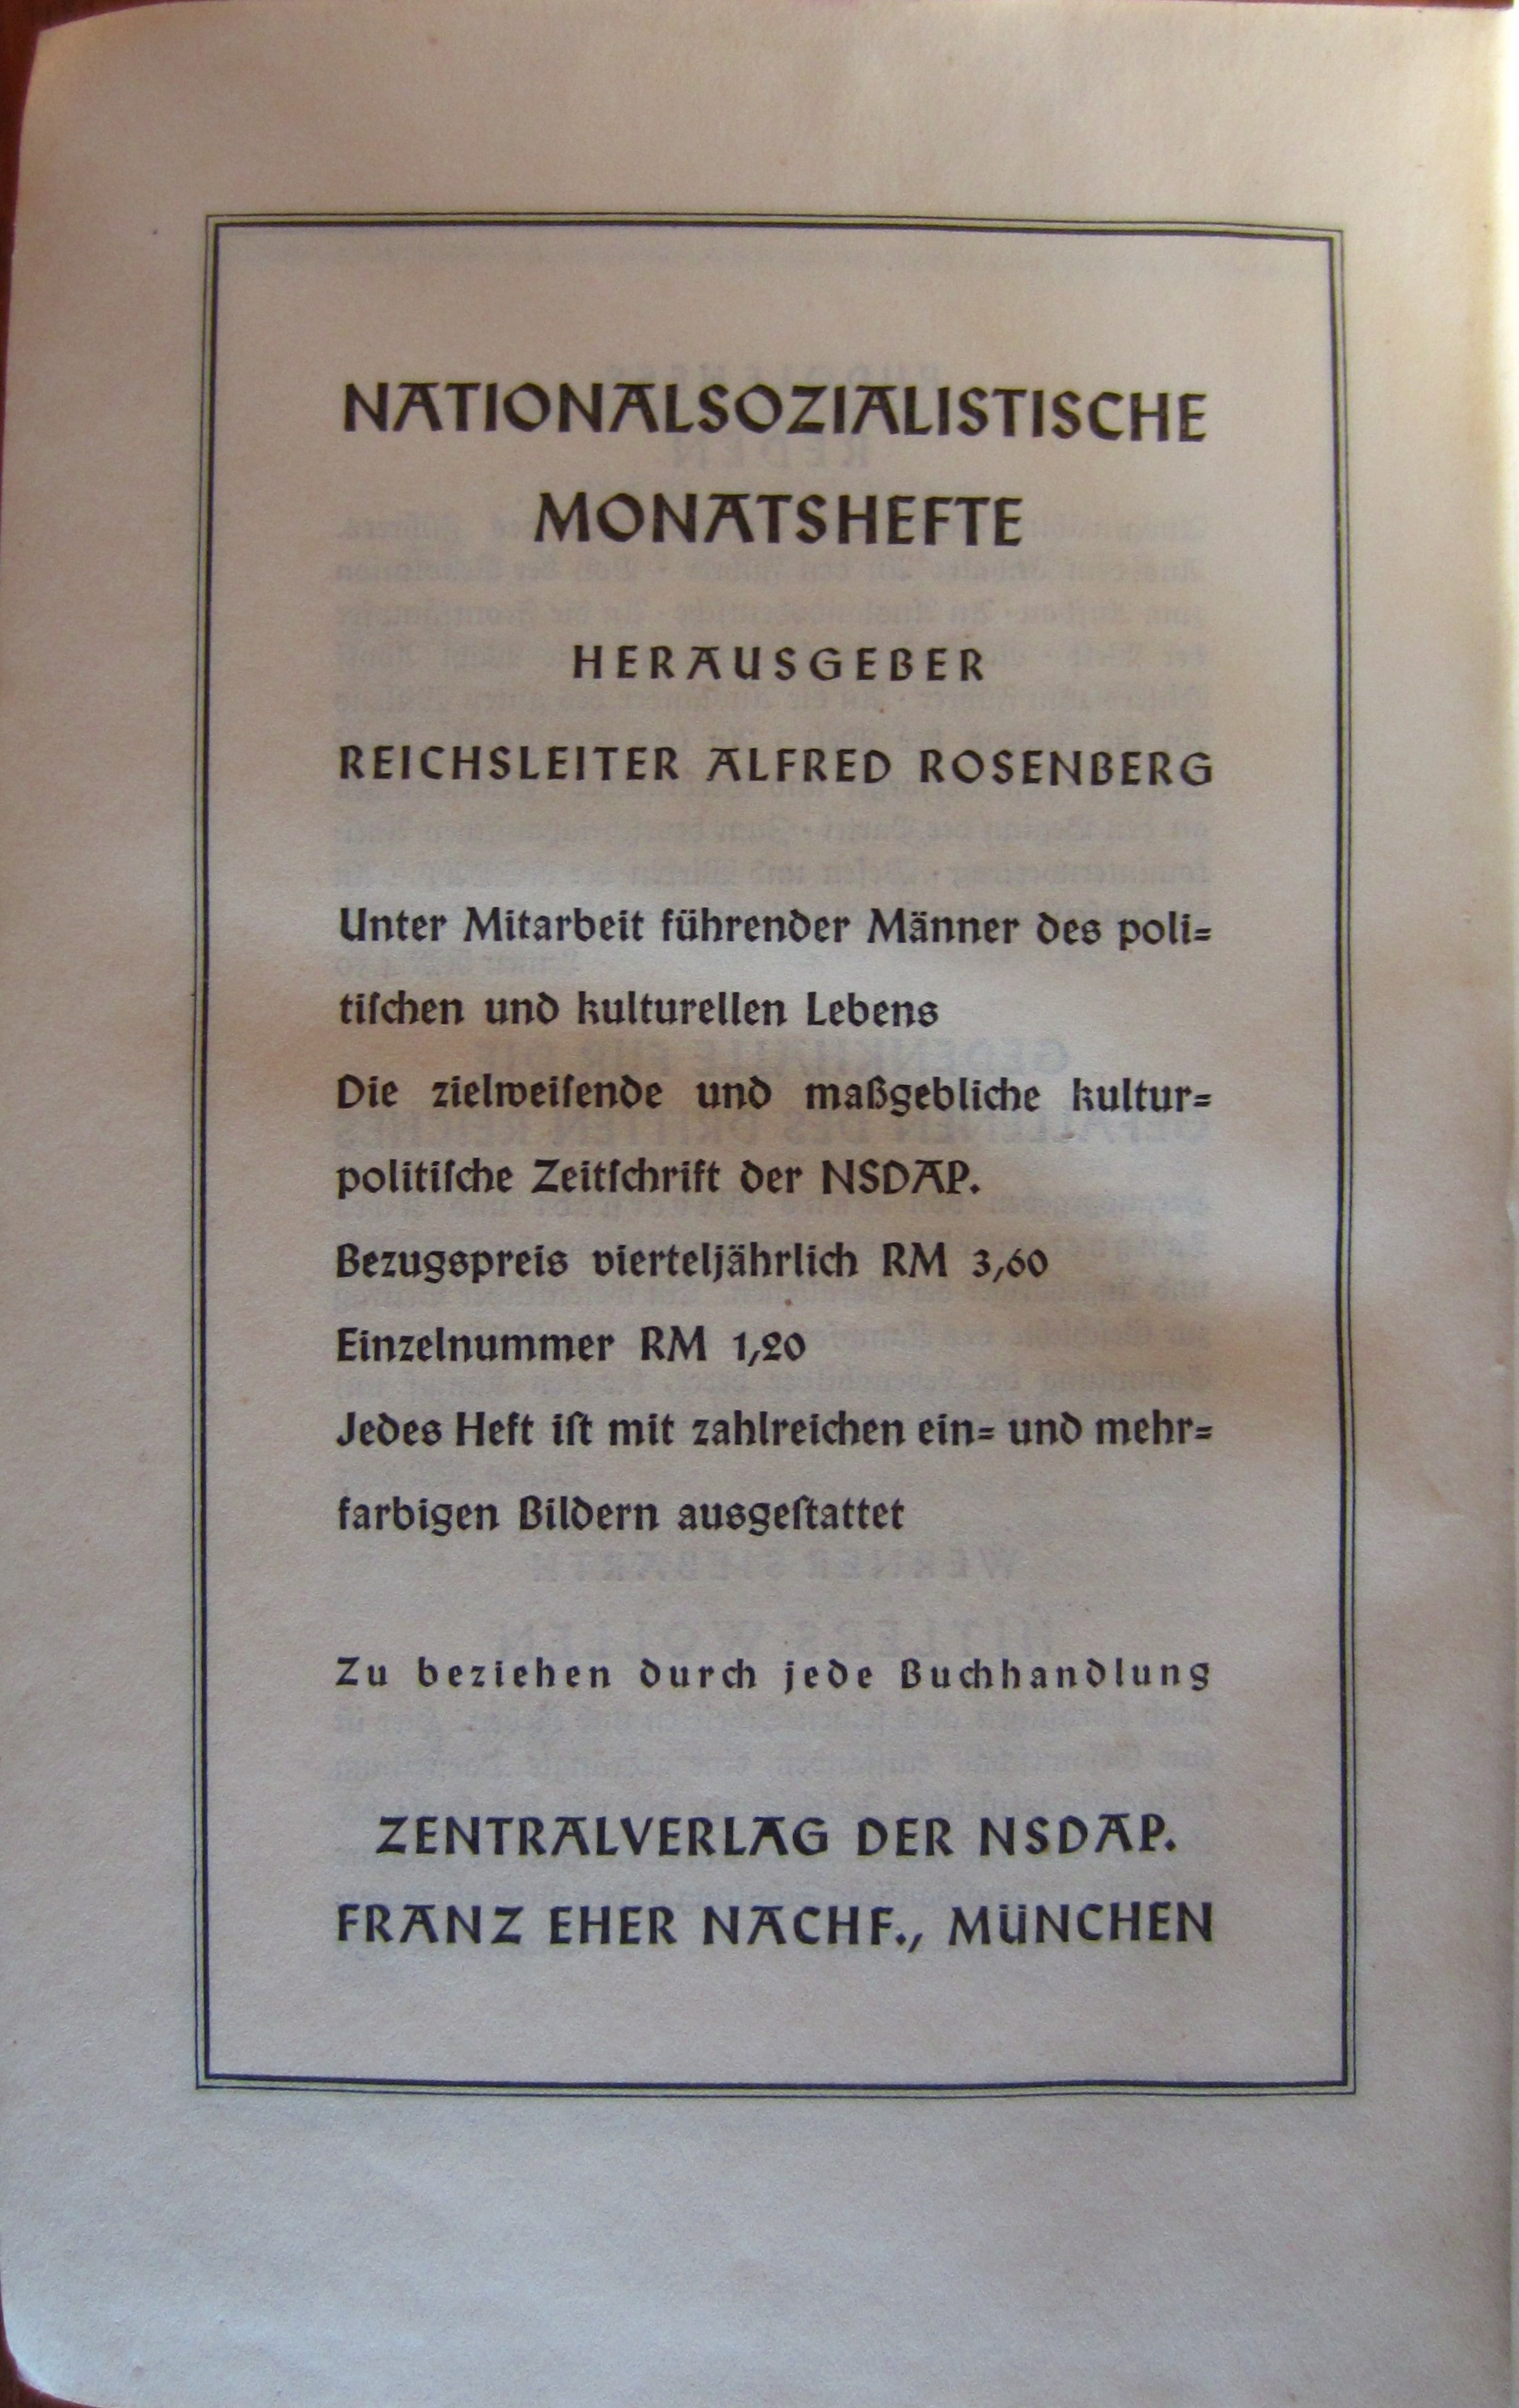 NATIONALSOZIALISTISCHE
MONATSHEFTE
HERAUSGEBER
REICHSLEITER ALFRED ROSENBERG
Unter Mitarbeit führender Männer des poli=
tiſchen und kulturellen Lebens
Die zielweiſende und maßgebliche kultur=
politiſche Zeitſchrift der NSDAP.
Bezugspreis vierteljährlich RM 3,60
Einzelnummer RM 1,20
Jedes Heft iſt mit zahlreichen ein= und mehr=
farbigen Bildern ausgeſtattet
Zu beziehen durch jede Buchhandlung
ZENTRALVERLAG DER NSDAP.
FRANZ EHER NACHF., MÜNCHEN